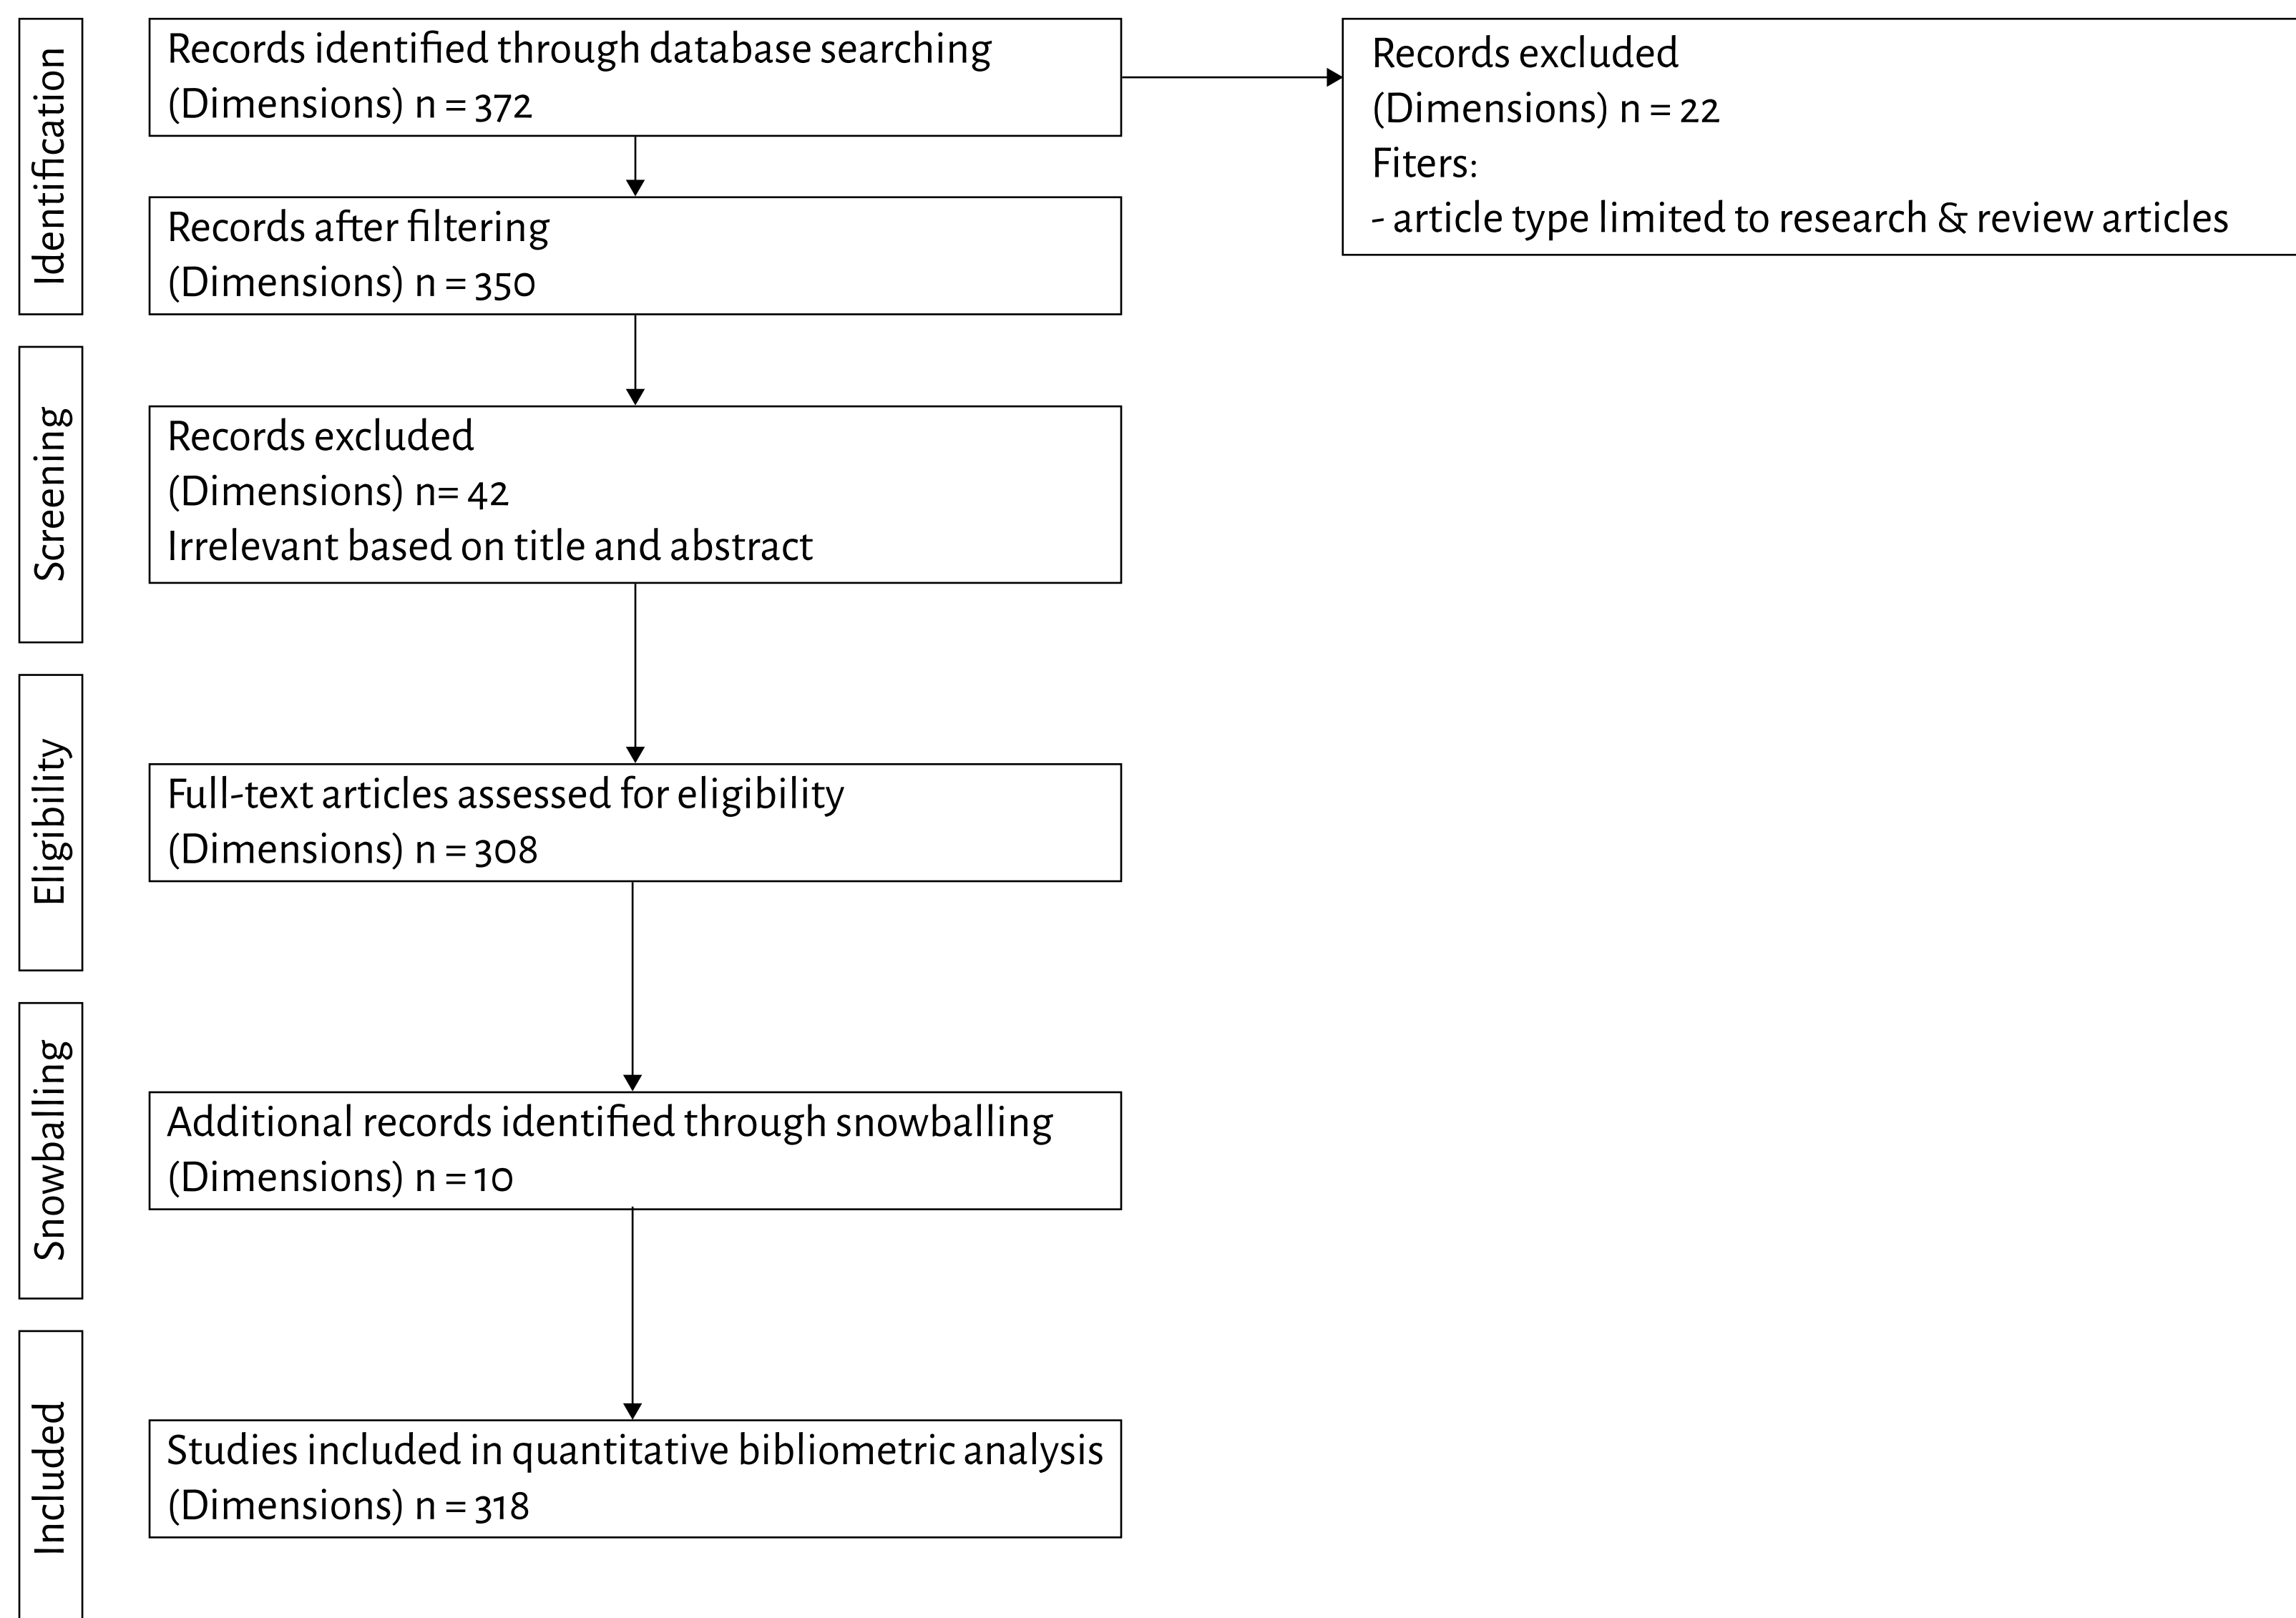 Identification
Records identified through database searching
(Dimensions) n = 372
Records excluded
(Dimensions) n = 22
Fiters:
- article type limited to research & review articles
Records after filtering
(Dimensions) n = 350
Screening
Records excluded
(Dimensions) n= 42
Irrelevant based on title and abstract
Eligibility
Full-text articles assessed for eligibility
(Dimensions) n = 308
Snowballing
Additional records identified through snowballing
(Dimensions) n = 10
Included
Studies included in quantitative bibliometric analysis
(Dimensions) n = 318